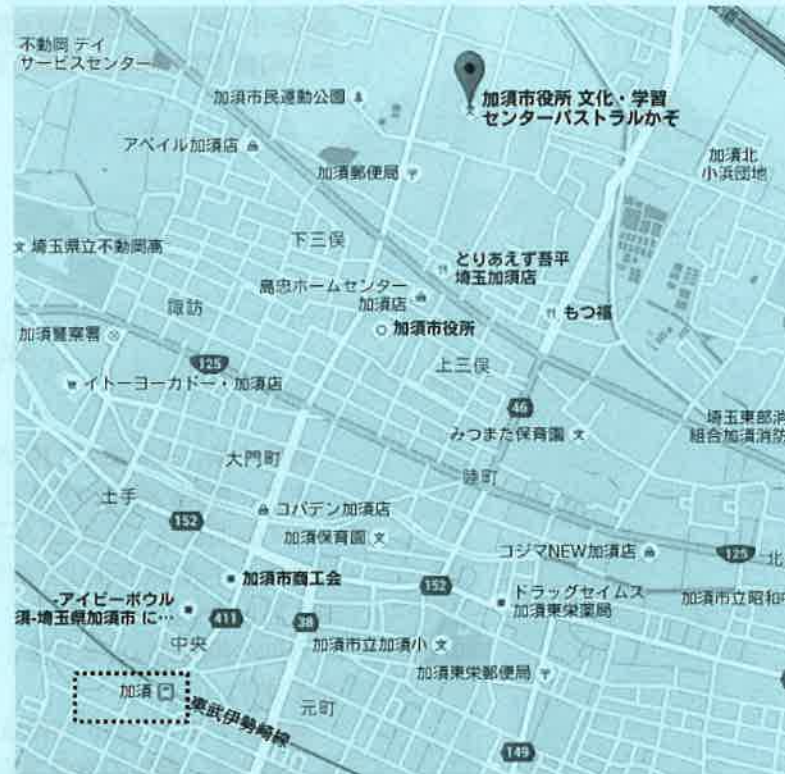 不動岡 デイ
サービスセンター
加須市民運動公園
加須市役所 文化・学習
センターパストラルかぞ
アベイル加須店
加須郵便局
加須北
小浜団地
埼玉県立不動岡高
下三俣
とりあえず吾平
埼玉加須店
島忠ホームセンター
加須店
諏訪
もつ福
加須警察署
加須市役所
125
上三俣
イトーヨーカドー・加須店
46
みつまた保育園
埼玉東部消
組合加須消防
大門町
陸町
土手
コバデン加須店
152
加須保育園
コジマNEW加須店
125
北
加須市商工会
152
ドラッグセイムス
加須東栄薬局
加須市立昭和中
-アイビーボウル
須-埼玉県加須市 に…
411
38
中央
加須市立加須小
加須東栄郵便局
加須
東武伊勢崎線
元町
149